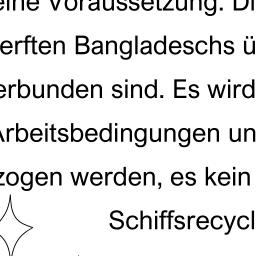 eine Voraussetzung. Di
erften Bangladeschs ü
erbunden sind. Es wird
Arbeitsbedingungen un
zogen werden, es kein
Schiffsrecycl